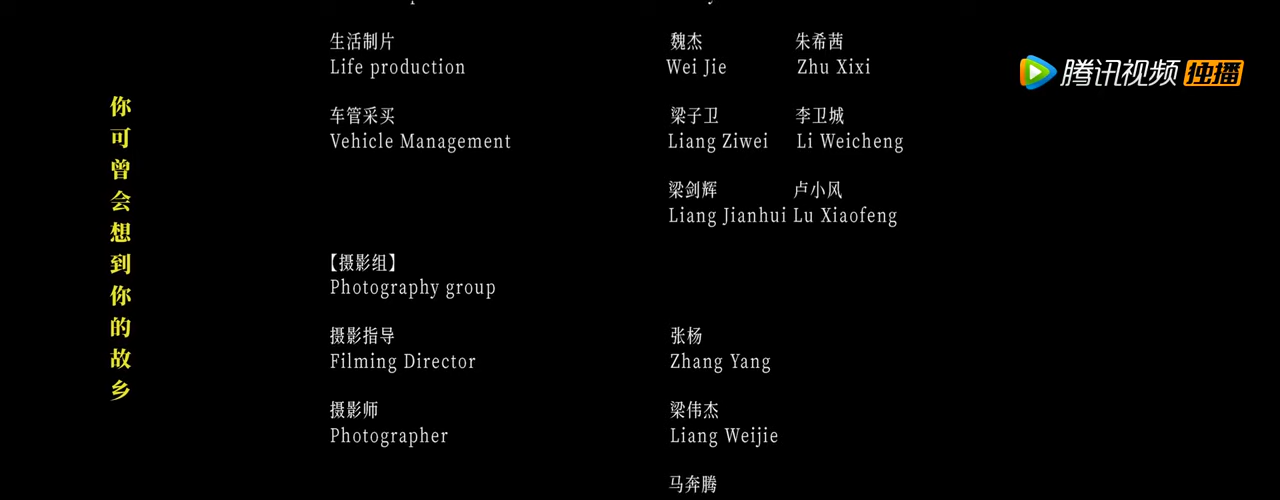 生活制片 魏杰 朱希茜
Life production Wei Jie Zhu Xixi
车管采买 梁子卫 李卫城
Vehicle Management Liang Ziwei Li Weicheng
梁剑辉 卢小风
Liang Jianhui Lu Xiaofeng
【摄影组】
Photography group
摄影指导 张杨
Filming Director Zhang Yang
摄影师 梁伟杰
Photographer Liang Weijie
马奔腾
你可曾会想到你的故乡
腾讯视频 独播